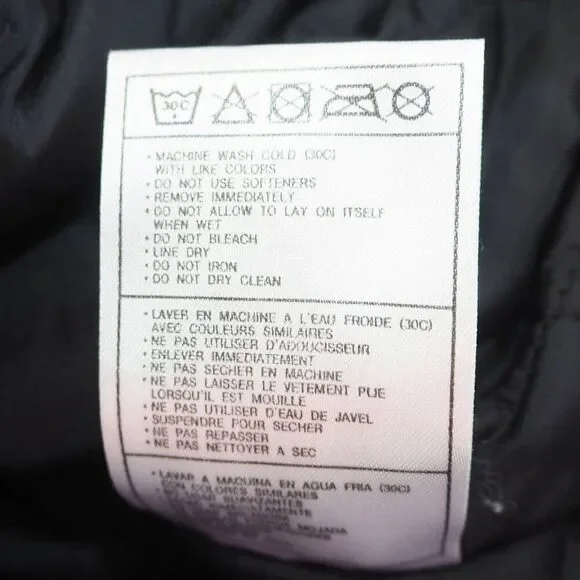 30C
• MACHINE WASH COLD (30C)
WITH LIKE COLORS
• DO NOT USE SOFTENERS
• REMOVE IMMEDIATELY
• DO NOT ALLOW TO LAY ON ITSELF
WHEN WET
• DO NOT BLEACH
• LINE DRY
• DO NOT IRON
• DO NOT DRY CLEAN
• LAVER EN MACHINE A L'EAU FROIDE (30C)
AVEC COULEURS SIMILAIRES
• NE PAS UTILISER D'ADOUCISSEUR
• ENLEVER IMMEDIATEMENT
• NE PAS SECHER EN MACHINE
• NE PAS LAISSER LE VETEMENT PLIE
LORSQU'IL EST MOUILLE
• NE PAS UTILISER D'EAU DE JAVEL
• SUSPENDRE POUR SECHER
• NE PAS REPASSER
• NE PAS NETTOYER A SEC
• LAVAR A MAQUINA EN AGUA FRIA (30C)
CON COLORES SIMILARES
SUAVIZANTES